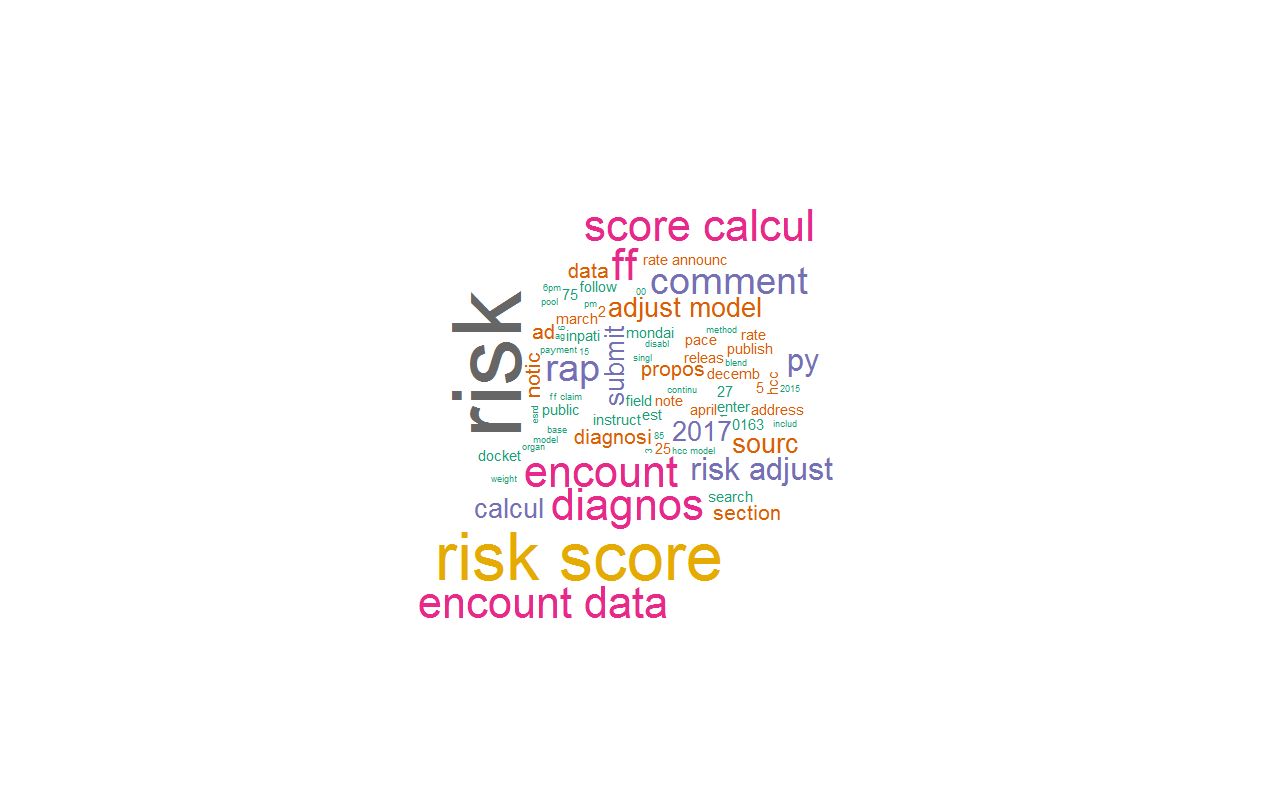 score calcul
rate announc
data
ff
comment
6pm
75
follow
00
pool
pm
2
adjust model
risk
march
ad
ag
inpati
submit
mondai
method
disabl
pace
rate
payment
15
singl
releas
publish
blend
notic
rap
propos
decemb
py
ff claim
continu
27
5
hcc
2015
esrd
public
field
note
april
enter
address
instruct
est
base
model
diagnosi
85
2017
0163
includ
organ
docket
3
25
hcc model
sourc
weight
encount
risk adjust
calcul
diagnos
search
section
risk score
encount data